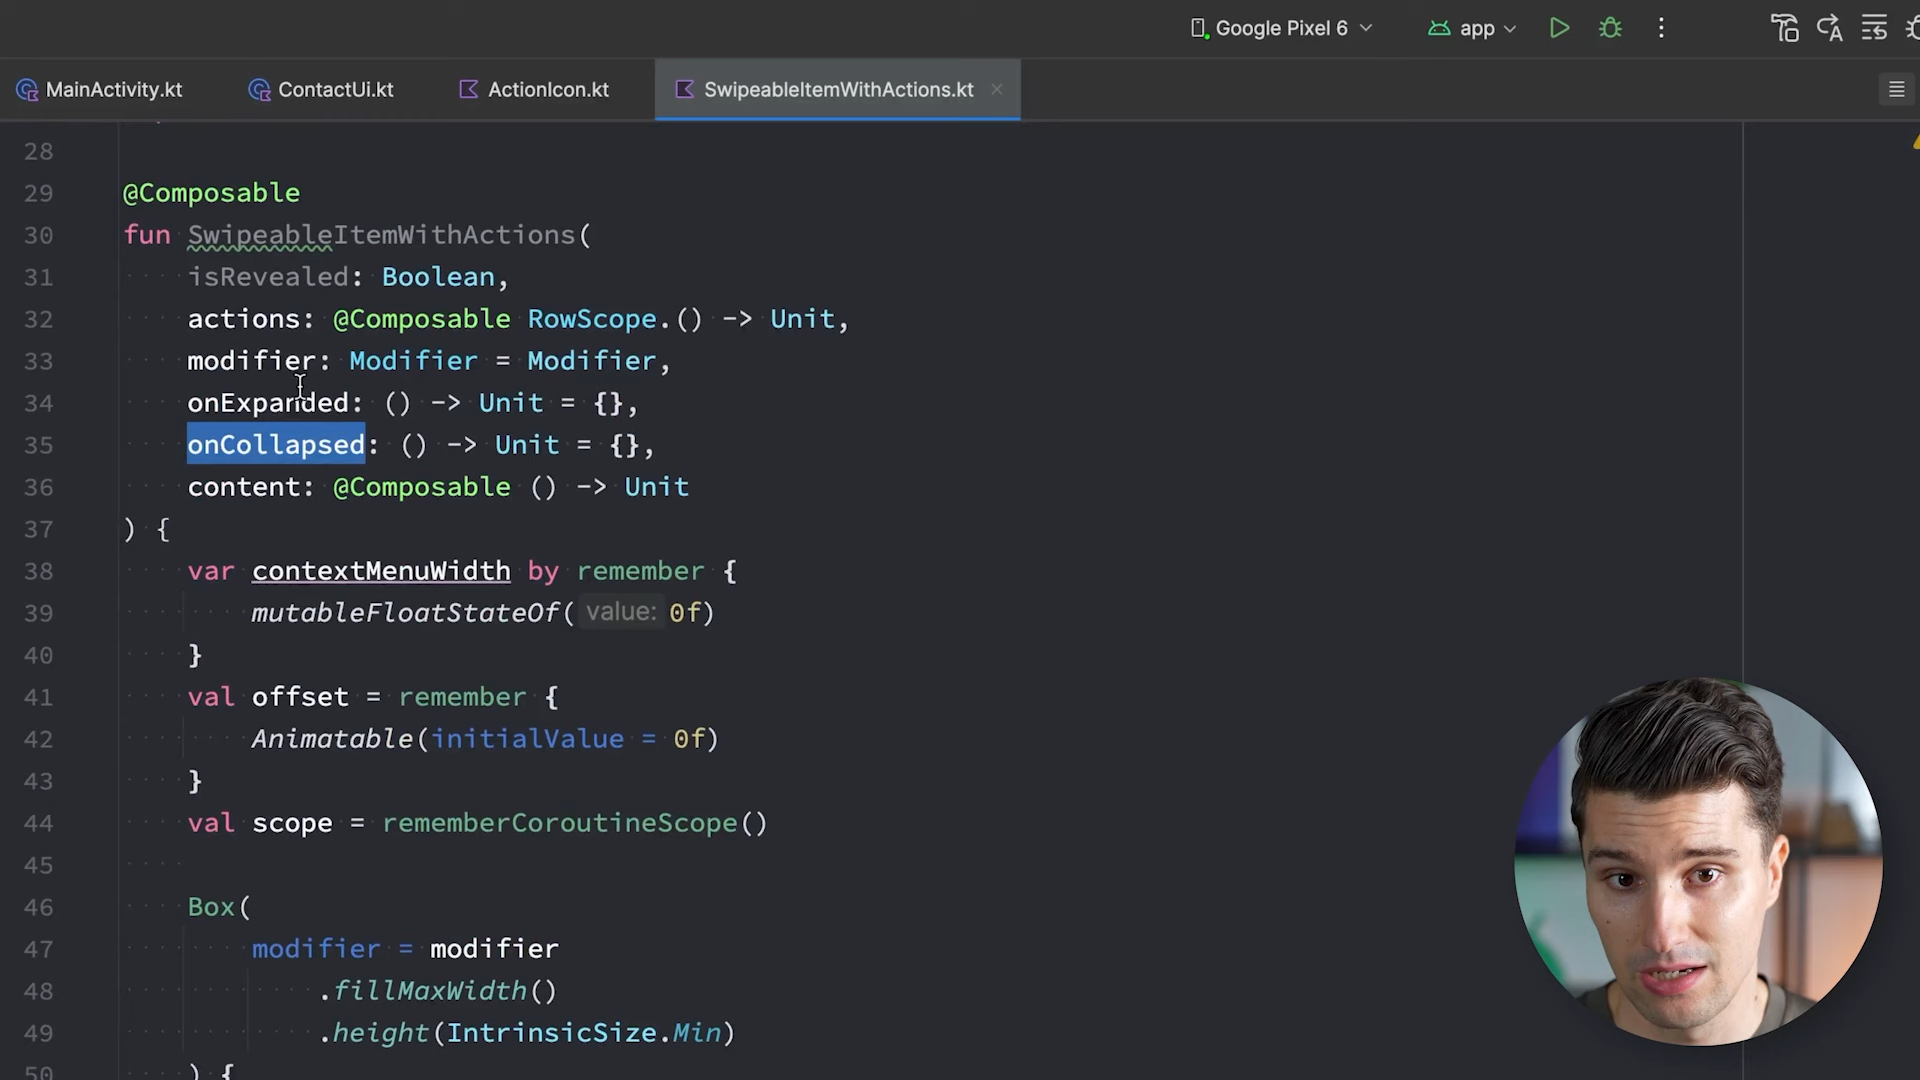 Google Pixel 6
app
MainActivity.kt
ContactUi.kt
ActionIcon.kt
SwipeableItemWithActions.kt
28
29 @Composable
30 fun SwipeableItemWithActions(
31 isRevealed: Boolean,
32 actions: @Composable RowScope.() -> Unit,
33 modifier: Modifier = Modifier,
34 onExpanded: () -> Unit = {},
35 onCollapsed: () -> Unit = {},
36 content: @Composable () -> Unit
37 ) {
38 var contextMenuWidth by remember {
39 mutableFloatStateOf( value: 0f)
40 }
41 val offset = remember {
42 Animatable(initialValue = 0f)
43 }
44 val scope = rememberCoroutineScope()
45
46 Box(
47 modifier = modifier
48 .fillMaxWidth()
49 .height(IntrinsicSize.Min)
50 ) {